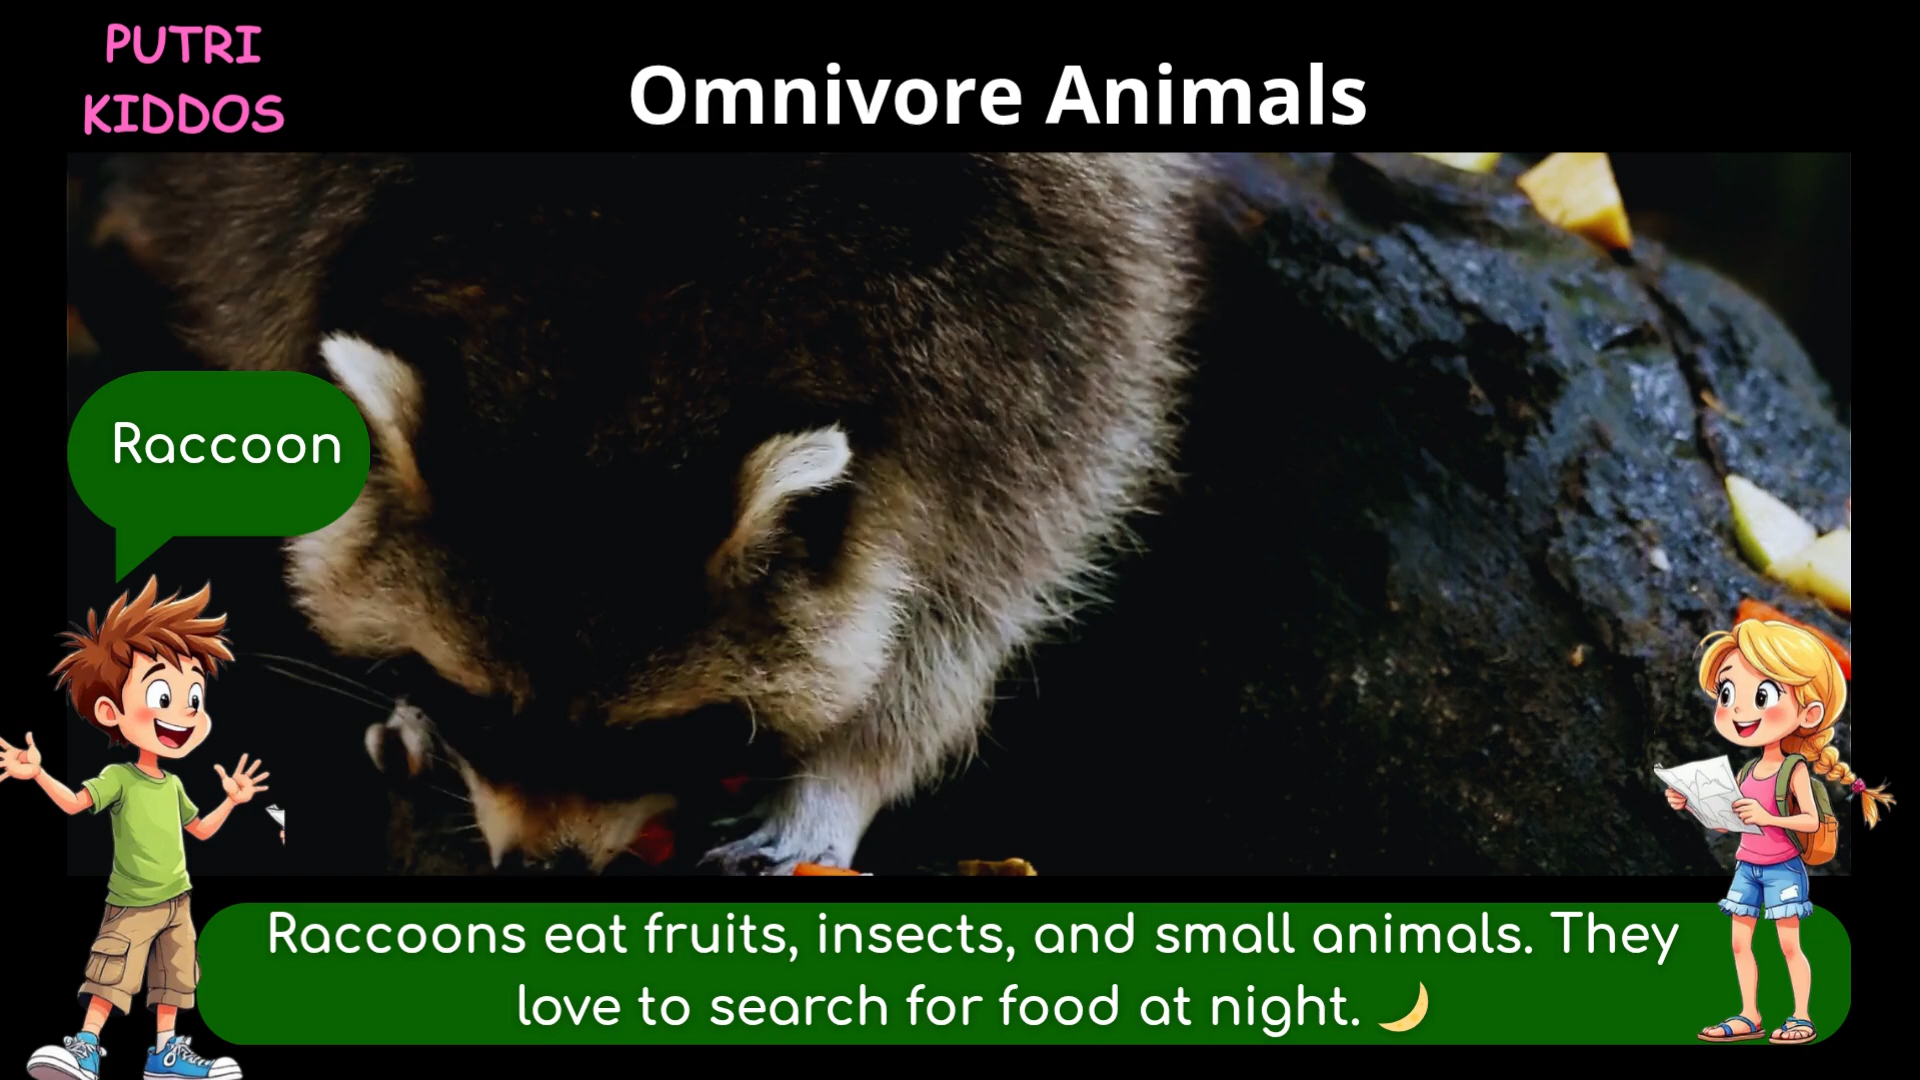 PUTRI
KIDDOS
Omnivore Animals
Raccoon
Raccoons eat fruits, insects, and small animals. They
love to search for food at night. 🌙